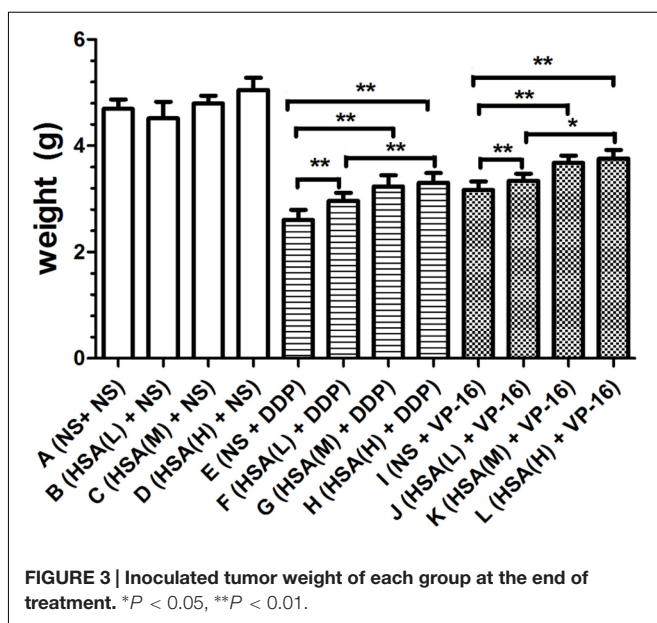 6
4
2
0
weight (g)
**
**
**
**
**
**
**
*
A (NS+ NS)
B (HSA(L) + NS)
C (HSA(M) + NS)
D (HSA(H) + NS)
E (NS + DDP)
F (HSA(L) + DDP)
G (HSA(M) + DDP)
H (HSA(H) + DDP)
I (NS + VP-16)
J (HSA(L) + VP-16)
K (HSA(M) + VP-16)
L (HSA(H) + VP-16)
FIGURE 3 | Inoculated tumor weight of each group at the end of
treatment. *P < 0.05, **P < 0.01.